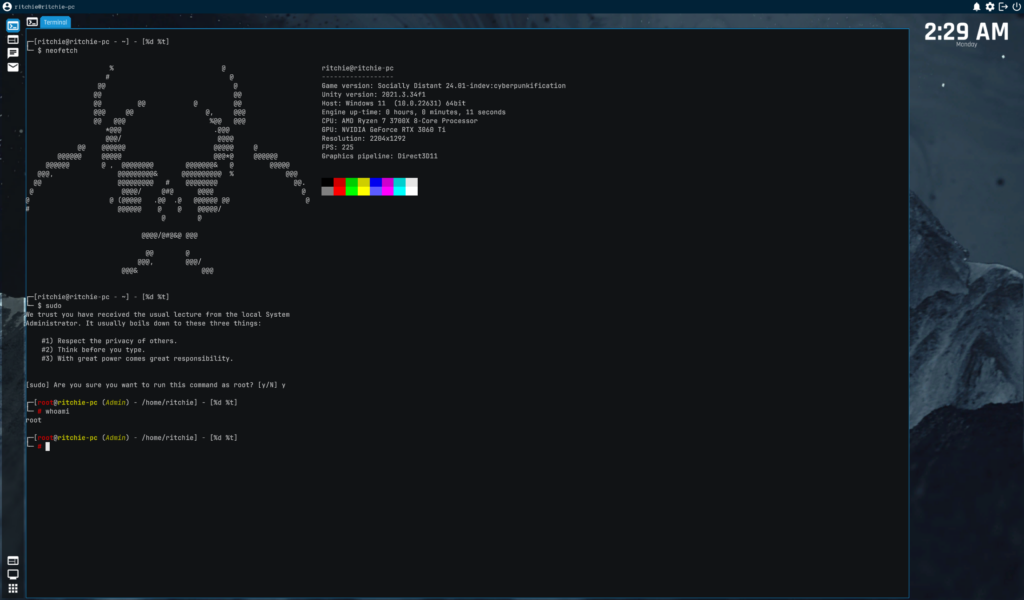 ritchie@ritchie-pc
Terminal
2:29 AM
Monday
[ritchie@ritchie-pc - ~] - [%d %t]
$ neofetch
ritchie@ritchie-pc
------------------
Game version: Socially Distant 24.01-indev:cyberpunkification
Unity version: 2021.3.34f1
Host: Windows 11 (10.0.22631) 64bit
Engine up-time: 0 hours, 0 minutes, 11 seconds
CPU: AMD Ryzen 7 3700X 8-Core Processor
GPU: NVIDIA GeForce RTX 3060 Ti
Resolution: 2204x1292
FPS: 225
Graphics pipeline: Direct3D11
[ritchie@ritchie-pc - ~] - [%d %t]
$ sudo
We trust you have received the usual lecture from the local System
Administrator. It usually boils down to these three things:
#1) Respect the privacy of others.
#2) Think before you type.
#3) With great power comes great responsibility.
[sudo] Are you sure you want to run this command as root? [y/N] y
[root@ritchie-pc (Admin) - /home/ritchie] - [%d %t]
# whoami
root
[root@ritchie-pc (Admin) - /home/ritchie] - [%d %t]
#